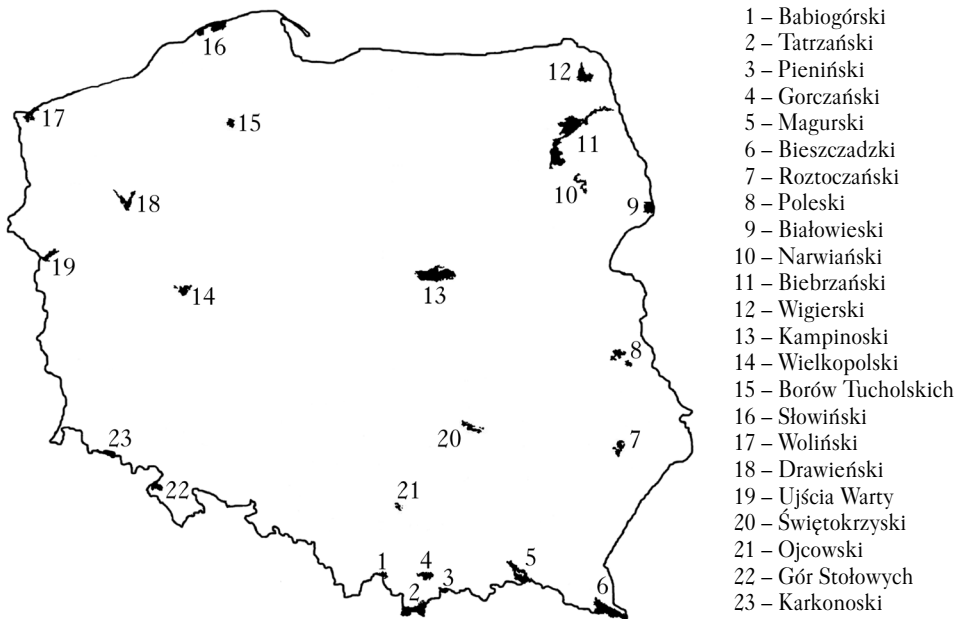 16
12
17
15
11
10
18
9
19
13
14
8
20
7
23
22
21
1
4
5
3
2
6
1 – Babiogórski
2 – Tatrzański
3 – Pieniński
4 – Gorczański
5 – Magurski
6 – Bieszczadzki
7 – Roztoczański
8 – Poleski
9 – Białowieski
10 – Narwiański
11 – Biebrzański
12 – Wigierski
13 – Kampinoski
14 – Wielkopolski
15 – Borów Tucholskich
16 – Słowiński
17 – Woliński
18 – Drawieński
19 – Ujścia Warty
20 – Świętokrzyski
21 – Ojcowski
22 – Gór Stołowych
23 – Karkonoski